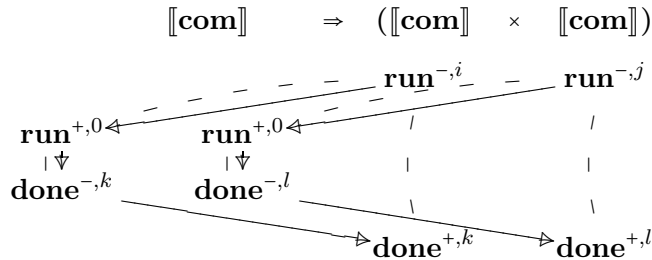 ⟦com⟧ ⇒ (⟦com⟧ × ⟦com⟧)
run⁻,ⁱ run⁻,ʲ
run⁺,⁰ run⁺,⁰
done⁻,ᵏ done⁻,ˡ
done⁺,ᵏ done⁺,ˡ